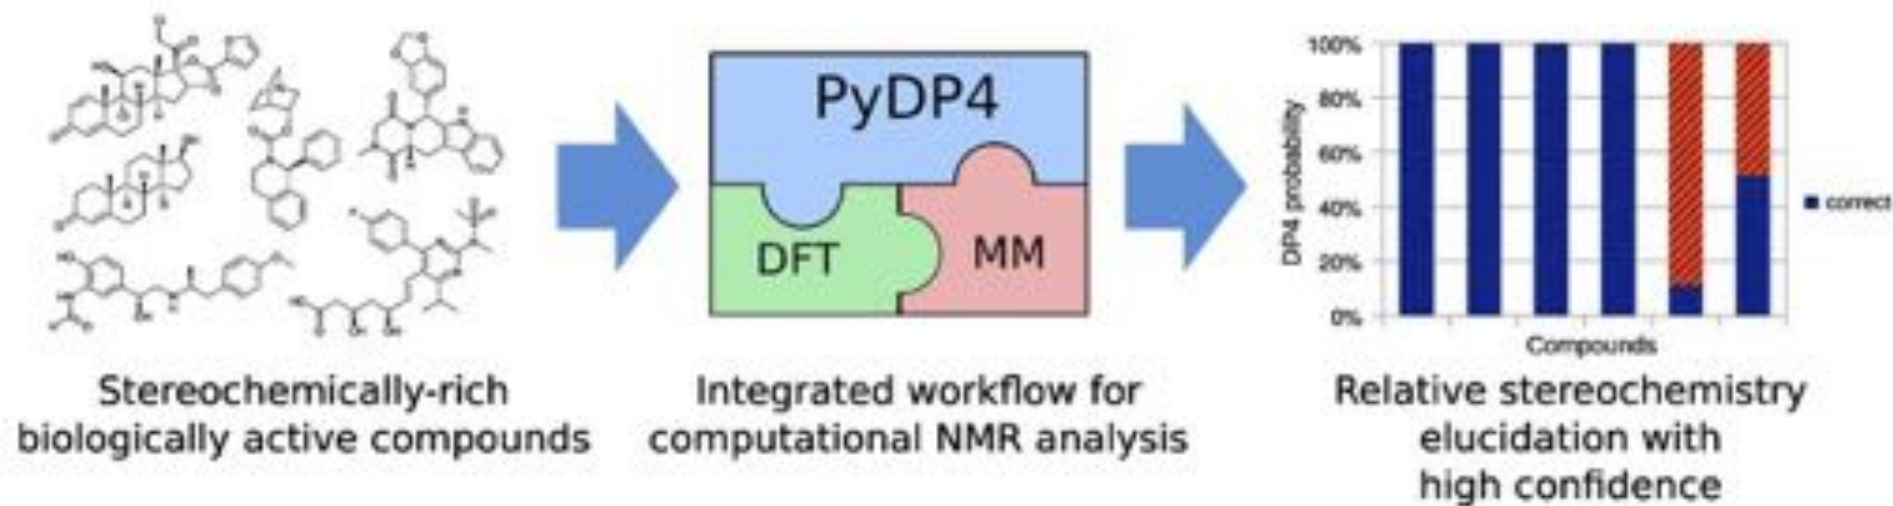 Stereochemically-rich
biologically active compounds
PyDP4
DFT
MM
Integrated workflow for
computational NMR analysis
100%
80%
60%
40%
20%
0%
DP4 probability
Compounds
correct
Relative stereochemistry
elucidation with
high confidence